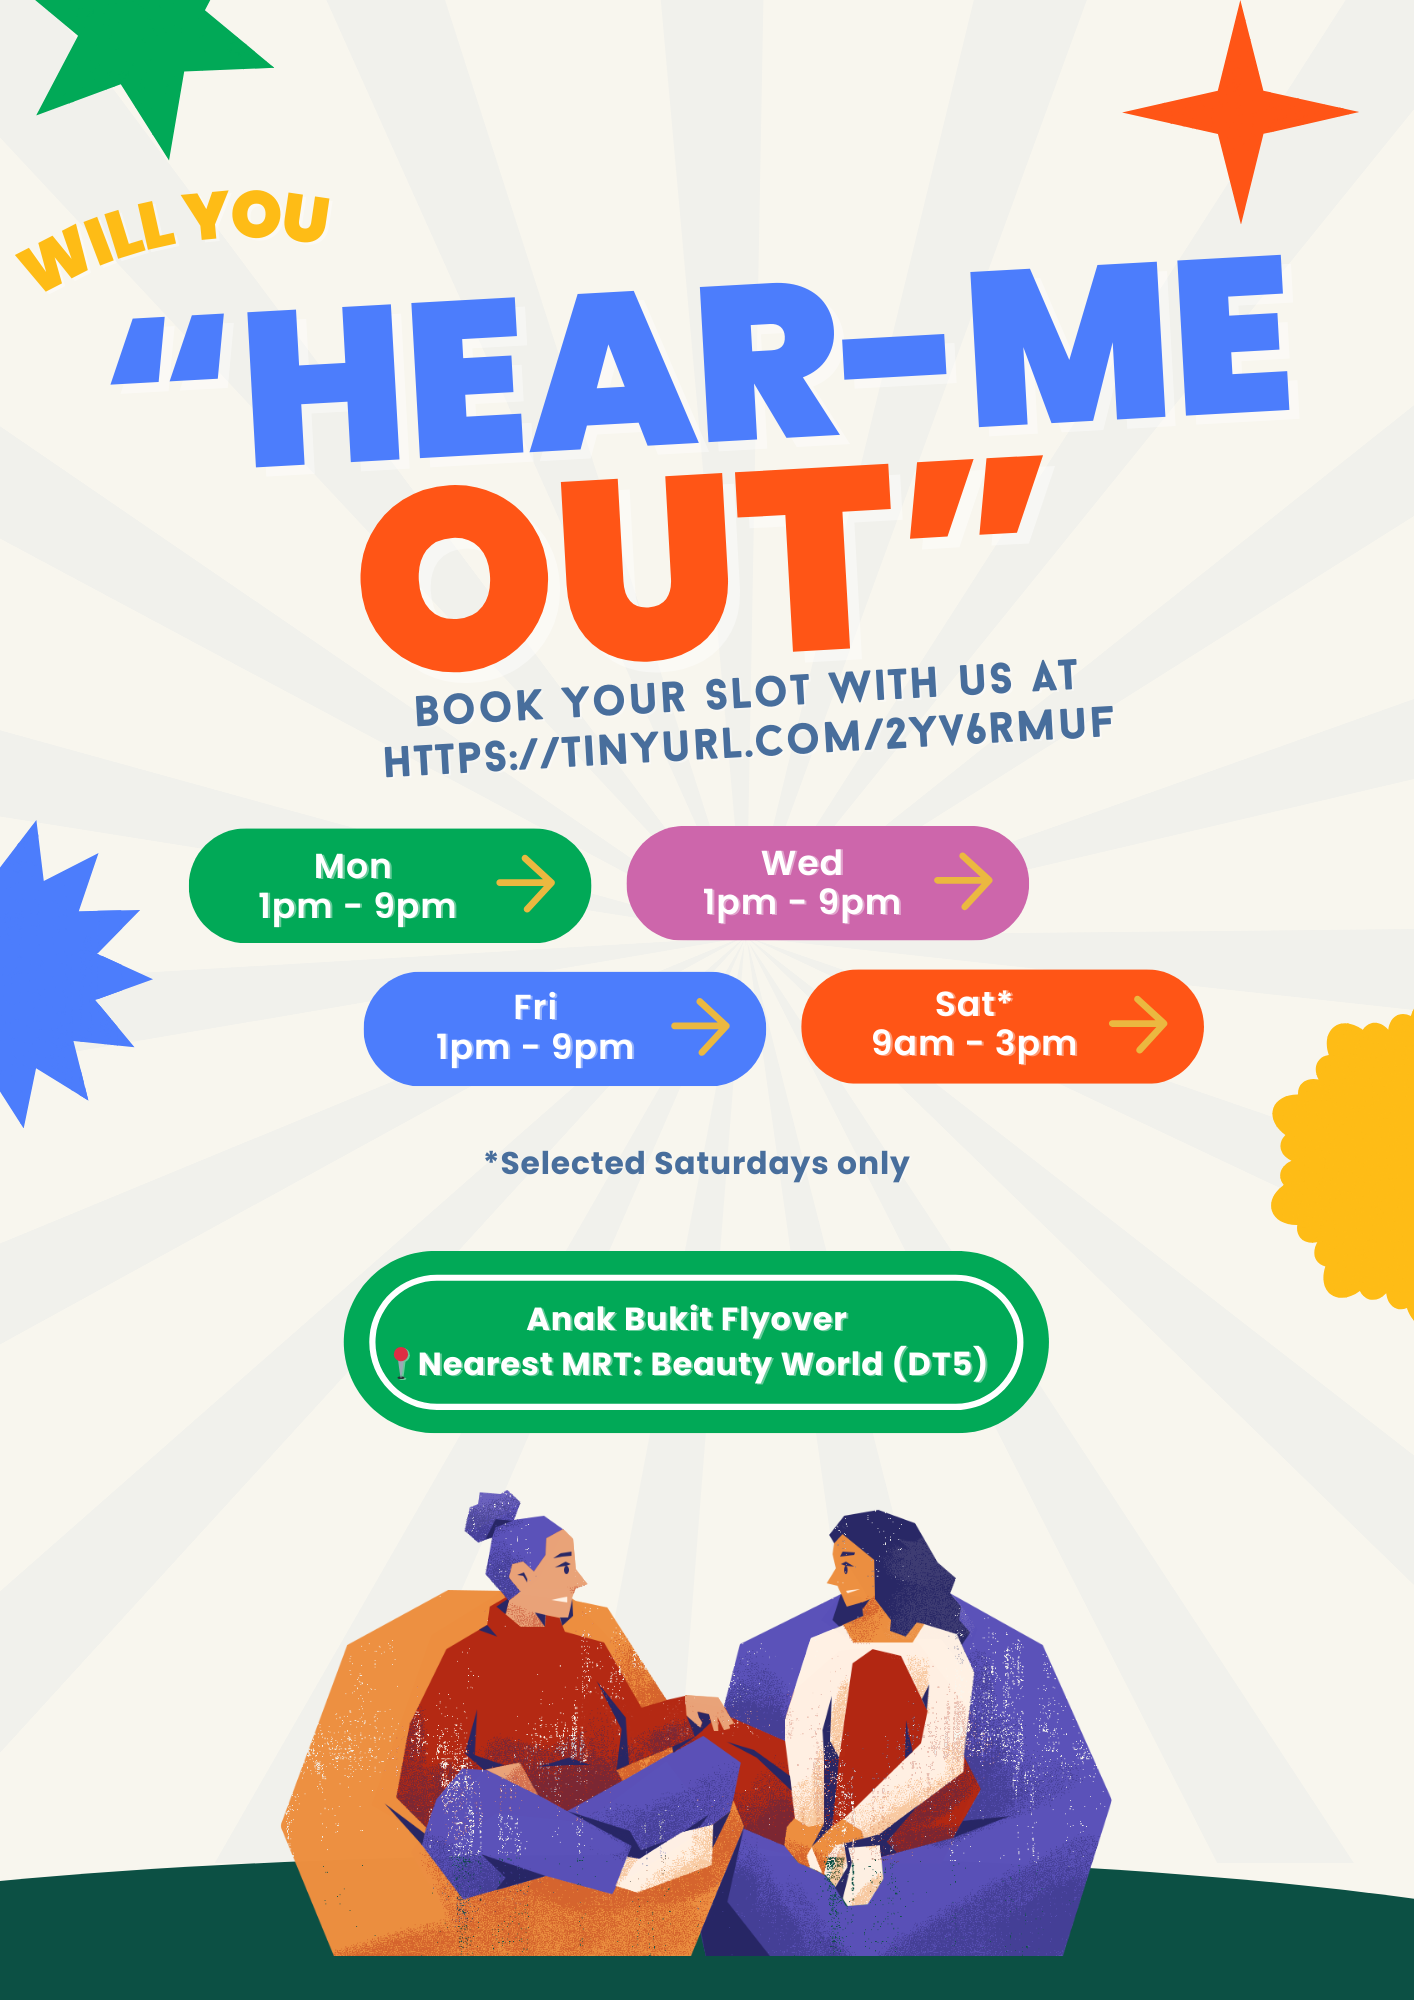 WILL YOU
“HEAR-ME
OUT”
BOOK YOUR SLOT WITH US AT
HTTPS://TINYURL.COM/2YV6RMUF
Mon
1pm - 9pm
Wed
1pm - 9pm
Fri
1pm - 9pm
Sat*
9am - 3pm
*Selected Saturdays only
Anak Bukit Flyover
📍Nearest MRT: Beauty World (DT5)